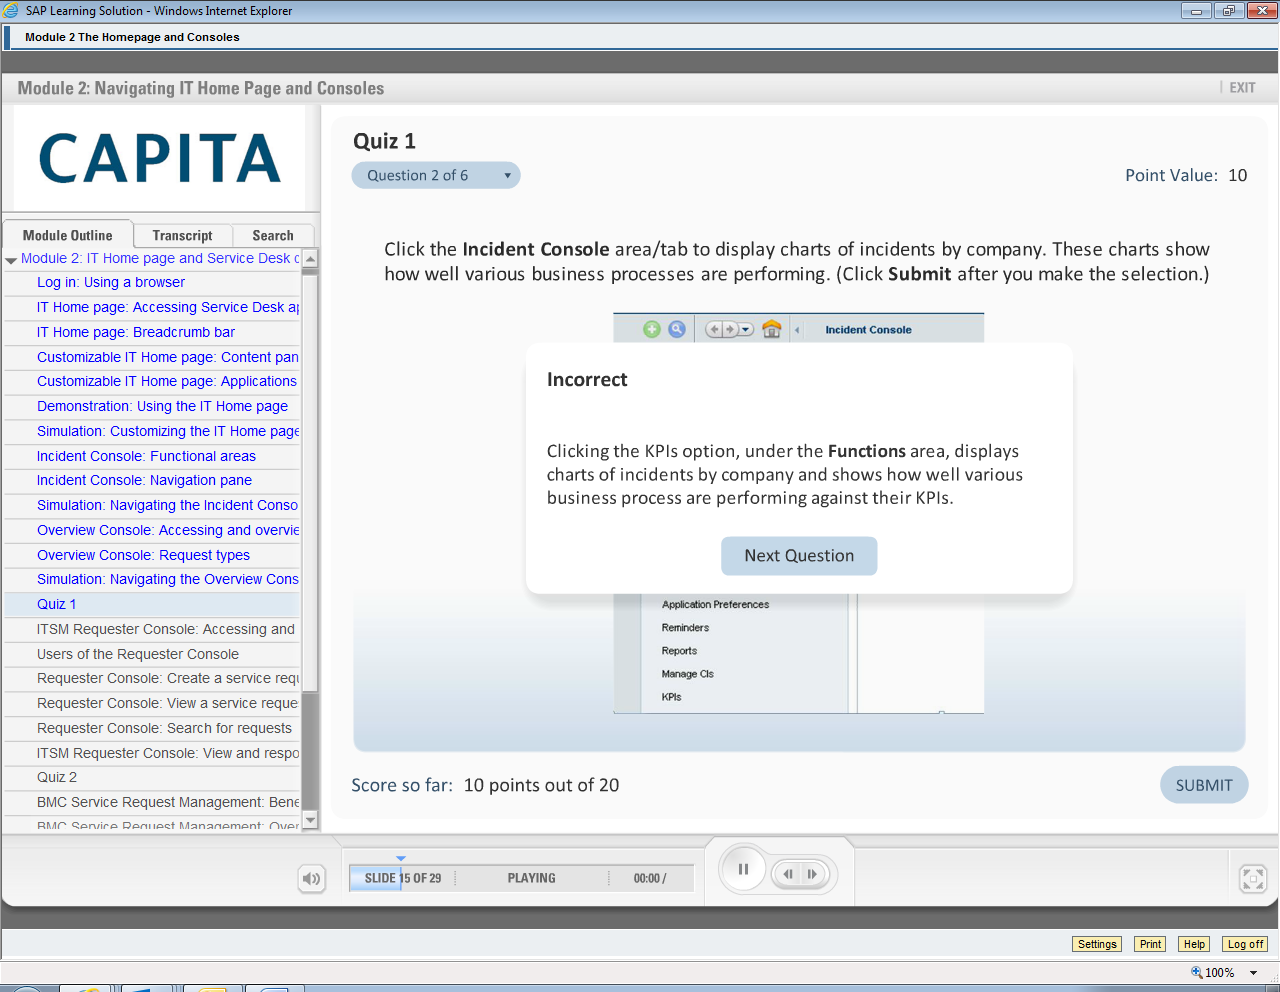 SAP Learning Solution - Windows Internet Explorer
Module 2 The Homepage and Consoles
Module 2: Navigating IT Home Page and Consoles
EXIT
CAPITA
Module Outline
Transcript
Search
Module 2: IT Home page and Service Desk c
Log in: Using a browser
IT Home page: Accessing Service Desk ap
IT Home page: Breadcrumb bar
Customizable IT Home page: Content pan
Customizable IT Home page: Applications
Demonstration: Using the IT Home page
Simulation: Customizing the IT Home page
Incident Console: Functional areas
Incident Console: Navigation pane
Simulation: Navigating the Incident Conso
Overview Console: Accessing and overvie
Overview Console: Request types
Simulation: Navigating the Overview Cons
Quiz 1
ITSM Requester Console: Accessing and
Users of the Requester Console
Requester Console: Create a service requ
Requester Console: View a service reque
Requester Console: Search for requests
ITSM Requester Console: View and respo
Quiz 2
BMC Service Request Management: Bene
BMC Service Request Management: Over
Quiz 1
Question 2 of 6
Point Value: 10
Click the Incident Console area/tab to display charts of incidents by company. These charts show
how well various business processes are performing. (Click Submit after you make the selection.)
Incident Console
Incorrect
Clicking the KPIs option, under the Functions area, displays
charts of incidents by company and shows how well various
business process are performing against their KPIs.
Next Question
Application Preferences
Reminders
Reports
Manage CIs
KPIs
Score so far: 10 points out of 20
SUBMIT
SLIDE 15 OF 29
PLAYING
00:00 /
Settings
Print
Help
Log off
100%